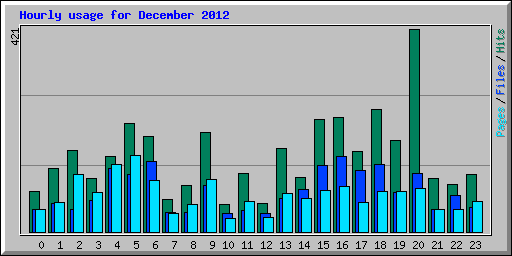 Hourly usage for December 2012
421
Pages/Files/Hits
0 1 2 3 4 5 6 7 8 9 10 11 12 13 14 15 16 17 18 19 20 21 22 23